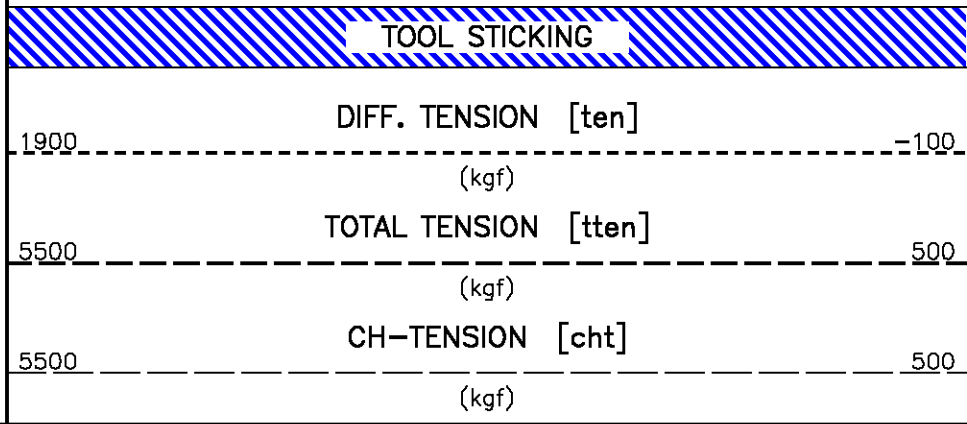 TOOL STICKING
DIFF. TENSION [ten]
1900 -100
(kgf)
TOTAL TENSION [tten]
5500 500
(kgf)
CH-TENSION [cht]
5500 500
(kgf)